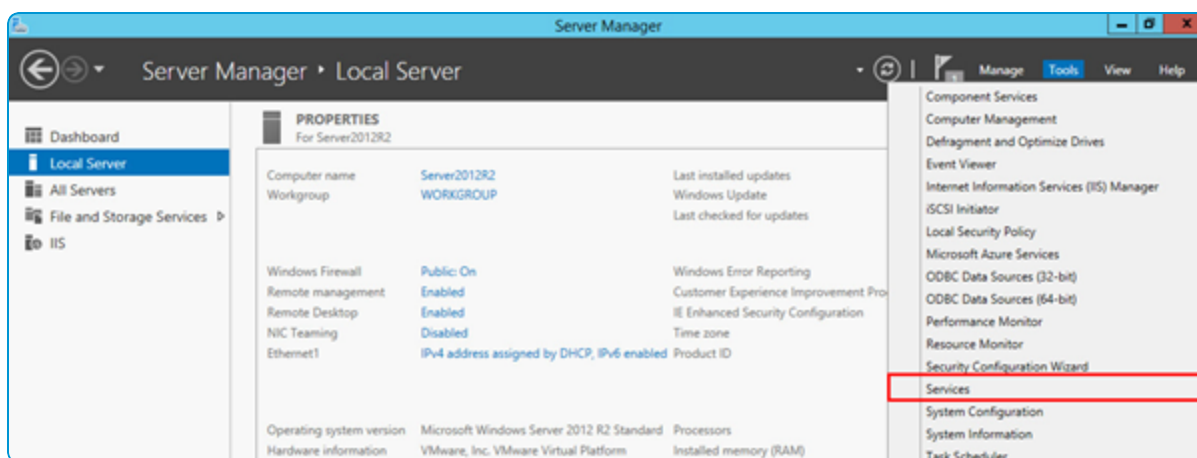 Server Manager
Server Manager • Local Server
Manage Tools View Help
Dashboard
Local Server
All Servers
File and Storage Services
IIS
PROPERTIES
For Server2012R2
Computer name Server2012R2 Last installed updates
Workgroup WORKGROUP Windows Update
Last checked for updates
Windows Firewall Public: On Windows Error Reporting
Remote management Enabled Customer Experience Improvement Pro
Remote Desktop Enabled IE Enhanced Security Configuration
NIC Teaming Disabled Time zone
Ethernet1 IPv4 address assigned by DHCP, IPv6 enabled Product ID
Operating system version Microsoft Windows Server 2012 R2 Standard Processors
Hardware information VMware, Inc. VMware Virtual Platform Installed memory (RAM)
Component Services
Computer Management
Defragment and Optimize Drives
Event Viewer
Internet Information Services (IIS) Manager
iSCSI Initiator
Local Security Policy
Microsoft Azure Services
ODBC Data Sources (32-bit)
ODBC Data Sources (64-bit)
Performance Monitor
Resource Monitor
Security Configuration Wizard
Services
System Configuration
System Information
Task Scheduler